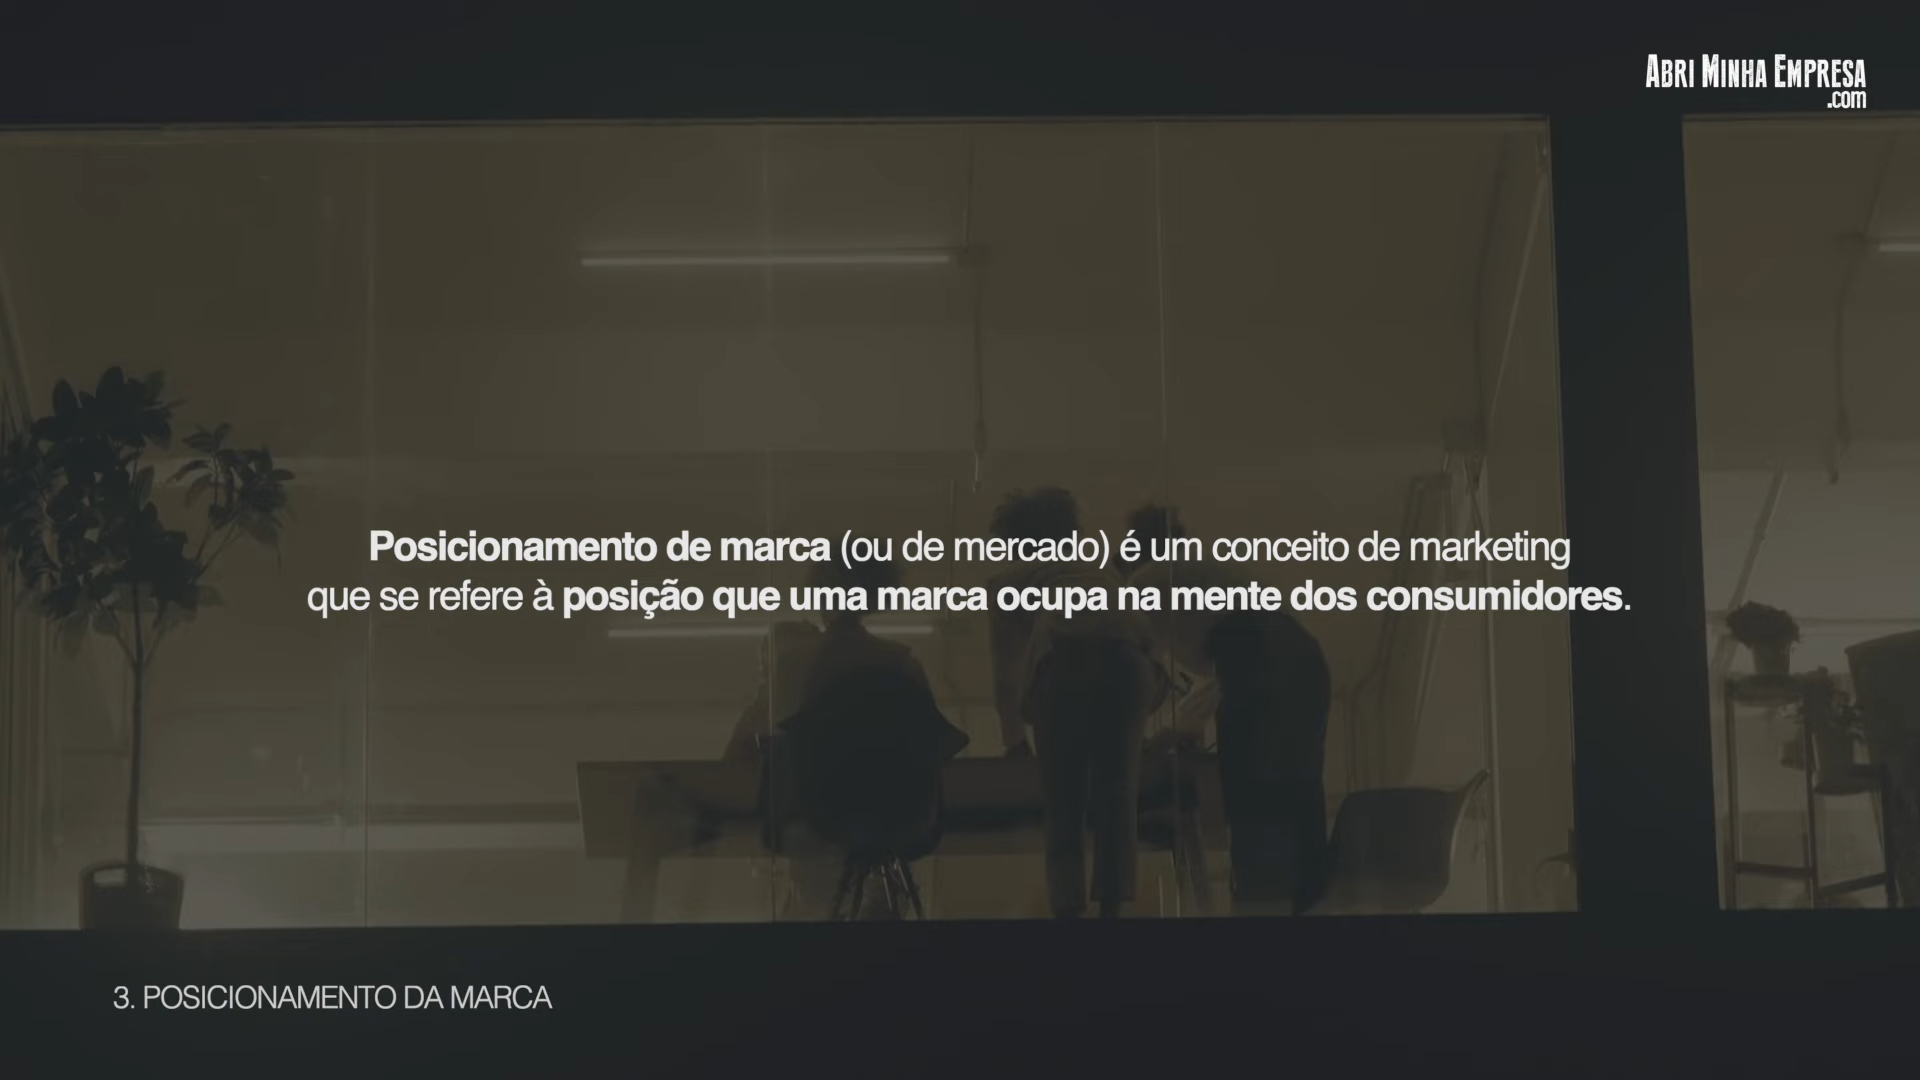 ABRI MINHA EMPRESA
.com
Posicionamento de marca (ou de mercado) é um conceito de marketing
que se refere à posição que uma marca ocupa na mente dos consumidores.
3. POSICIONAMENTO DA MARCA